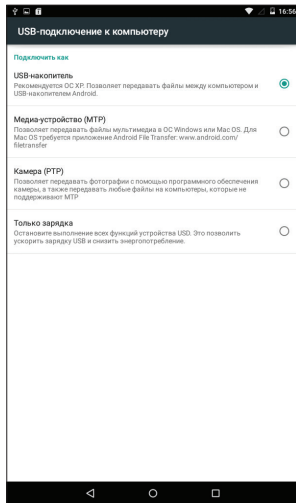 16:56
USB-подключение к компьютеру
Подключить как
USB-накопитель
Рекомендуется ОС XP. Позволяет передавать файлы между компьютером и
USB-накопителем Android.
Медиа-устройство (MTP)
Позволяет передавать файлы мультимедиа в ОС Windows или Mac OS. Для
Mac OS требуется приложение Android File Transfer: www.android.com/
filetransfer
Камера (PTP)
Позволяет передавать фотографии с помощью программного обеспечения
камеры, а также передавать любые файлы на компьютеры, которые не
поддерживают MTP
Только зарядка
Остановите выполнение всех функций устройства USD. Это позволить
ускорить зарядку USB и снизить энергопотребление.